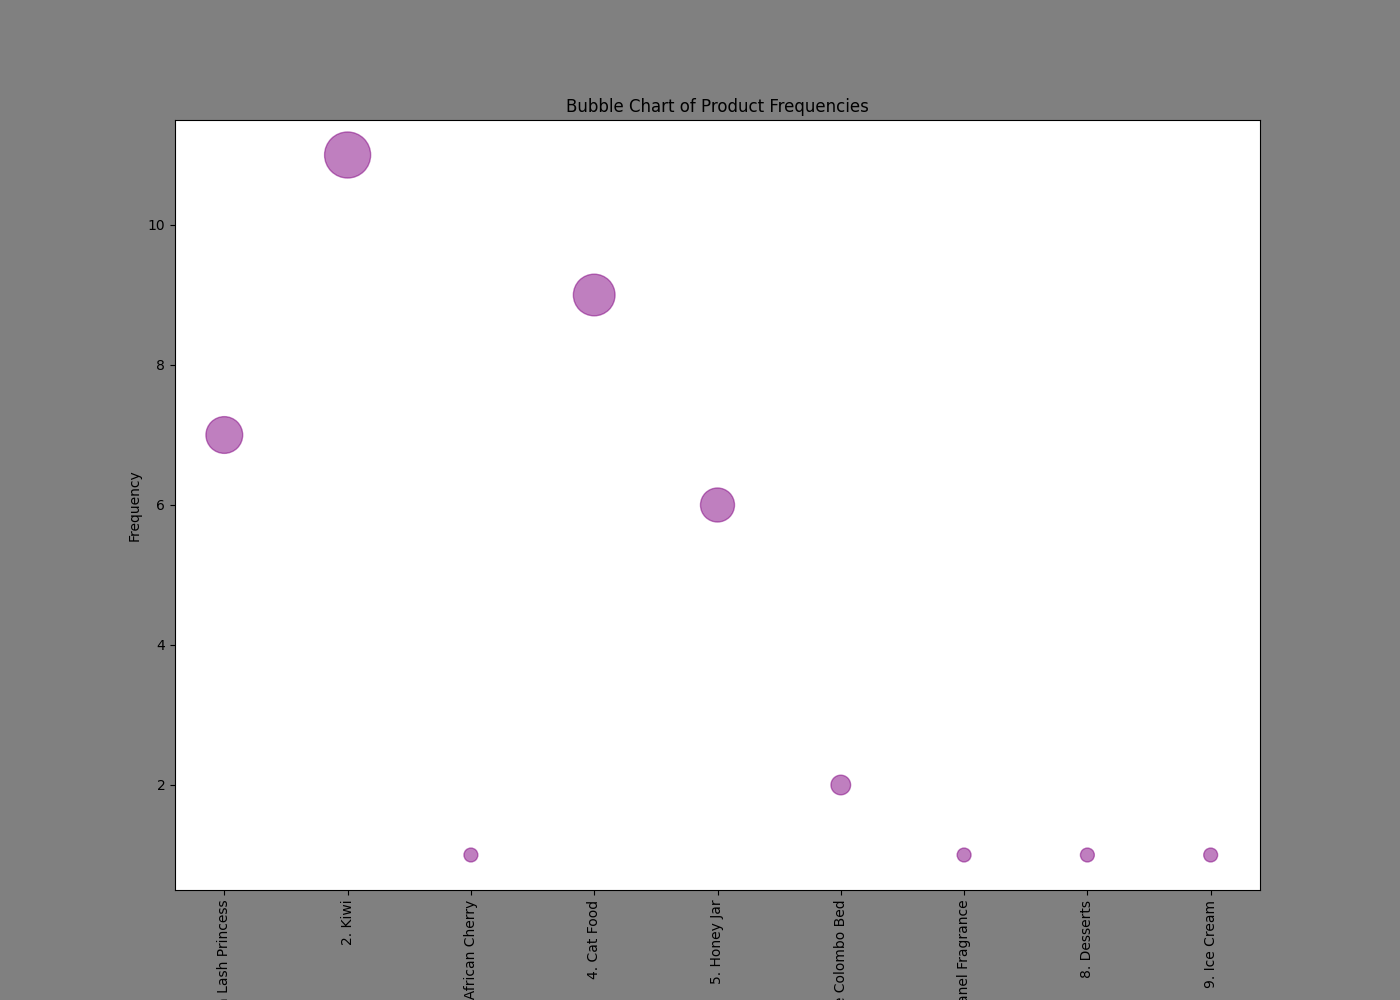 Bubble Chart of Product Frequencies
Frequency
10
8
6
4
2
Lash Princess
2. Kiwi
African Cherry
4. Cat Food
5. Honey Jar
Colombo Bed
Fragrance
8. Desserts
9. Ice Cream